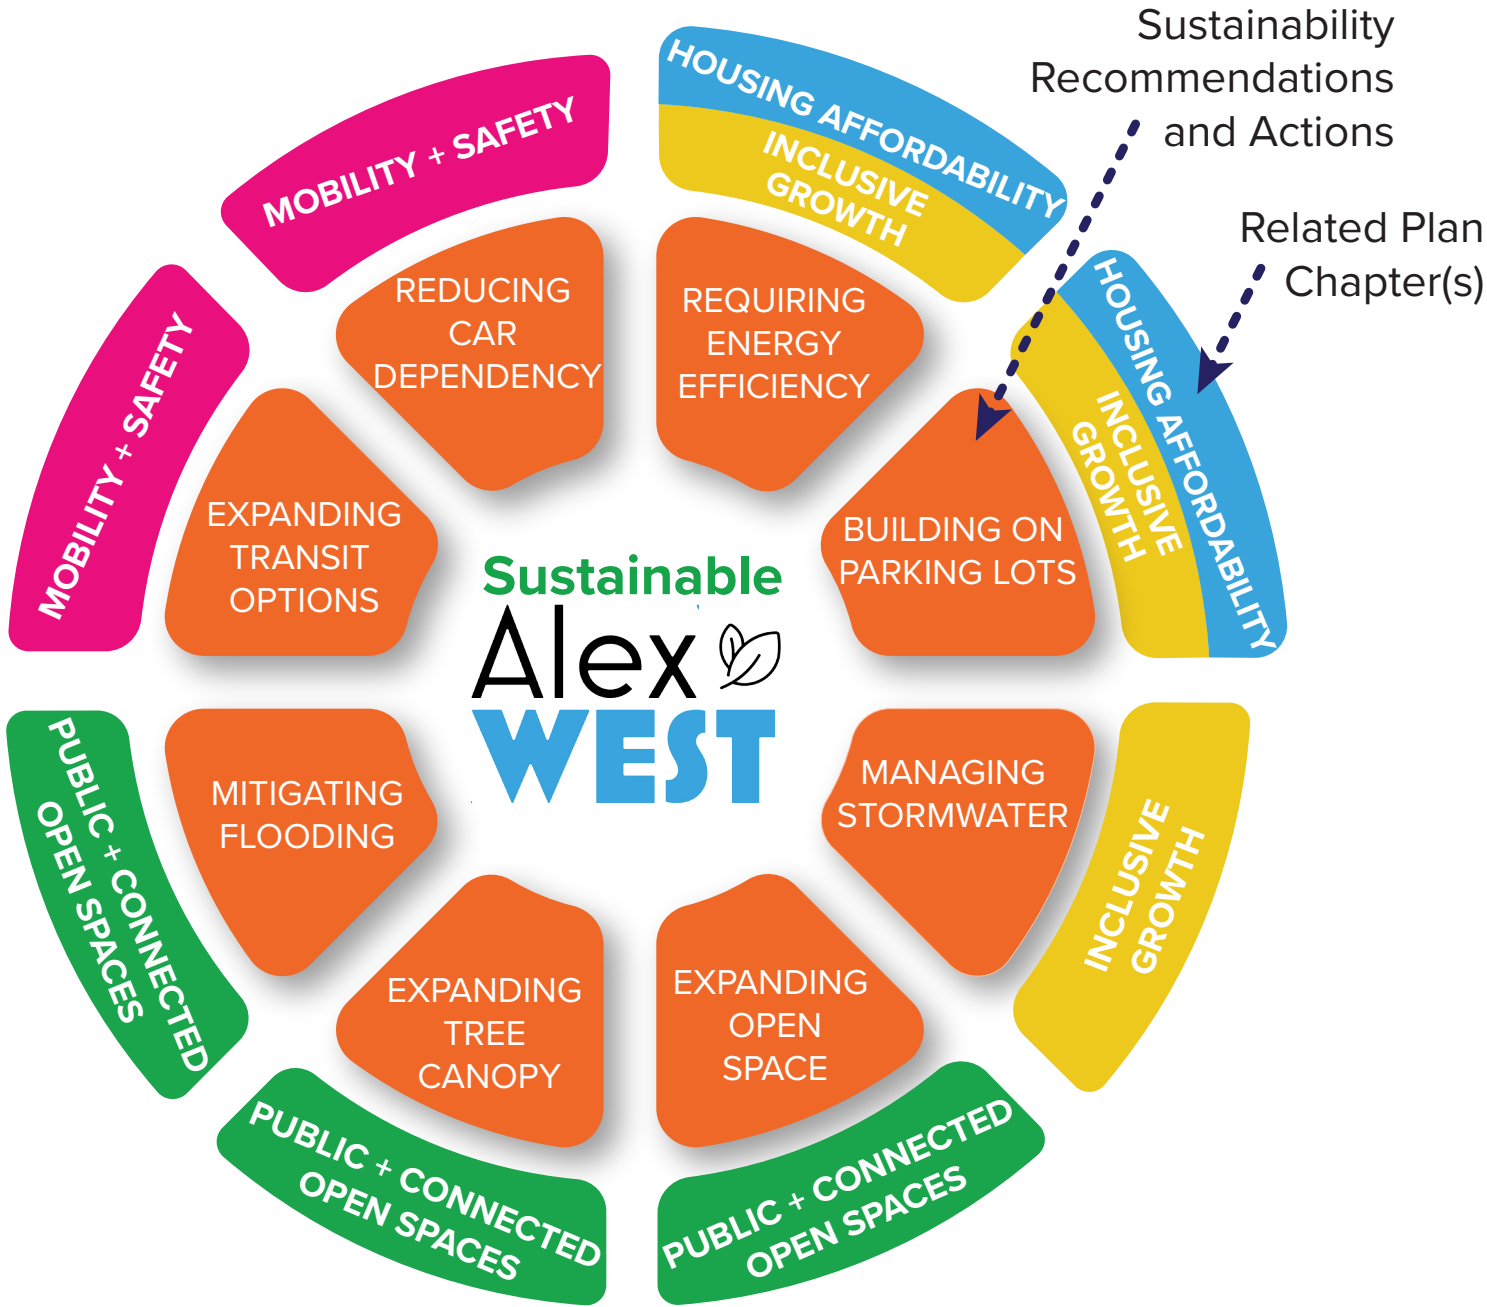 Sustainability
Recommendations
and Actions
Related Plan
Chapter(s)
HOUSING AFFORDABILITY
INCLUSIVE
GROWTH
REQUIRING
ENERGY
EFFICIENCY
HOUSING AFFORDABILITY
INCLUSIVE
GROWTH
BUILDING ON
PARKING LOTS
INCLUSIVE
GROWTH
MANAGING
STORMWATER
PUBLIC + CONNECTED
OPEN SPACES
EXPANDING
OPEN
SPACE
PUBLIC + CONNECTED
OPEN SPACES
EXPANDING
TREE
CANOPY
PUBLIC + CONNECTED
OPEN SPACES
MITIGATING
FLOODING
MOBILITY + SAFETY
EXPANDING
TRANSIT
OPTIONS
MOBILITY + SAFETY
REDUCING
CAR
DEPENDENCY
Sustainable
Alex
WEST